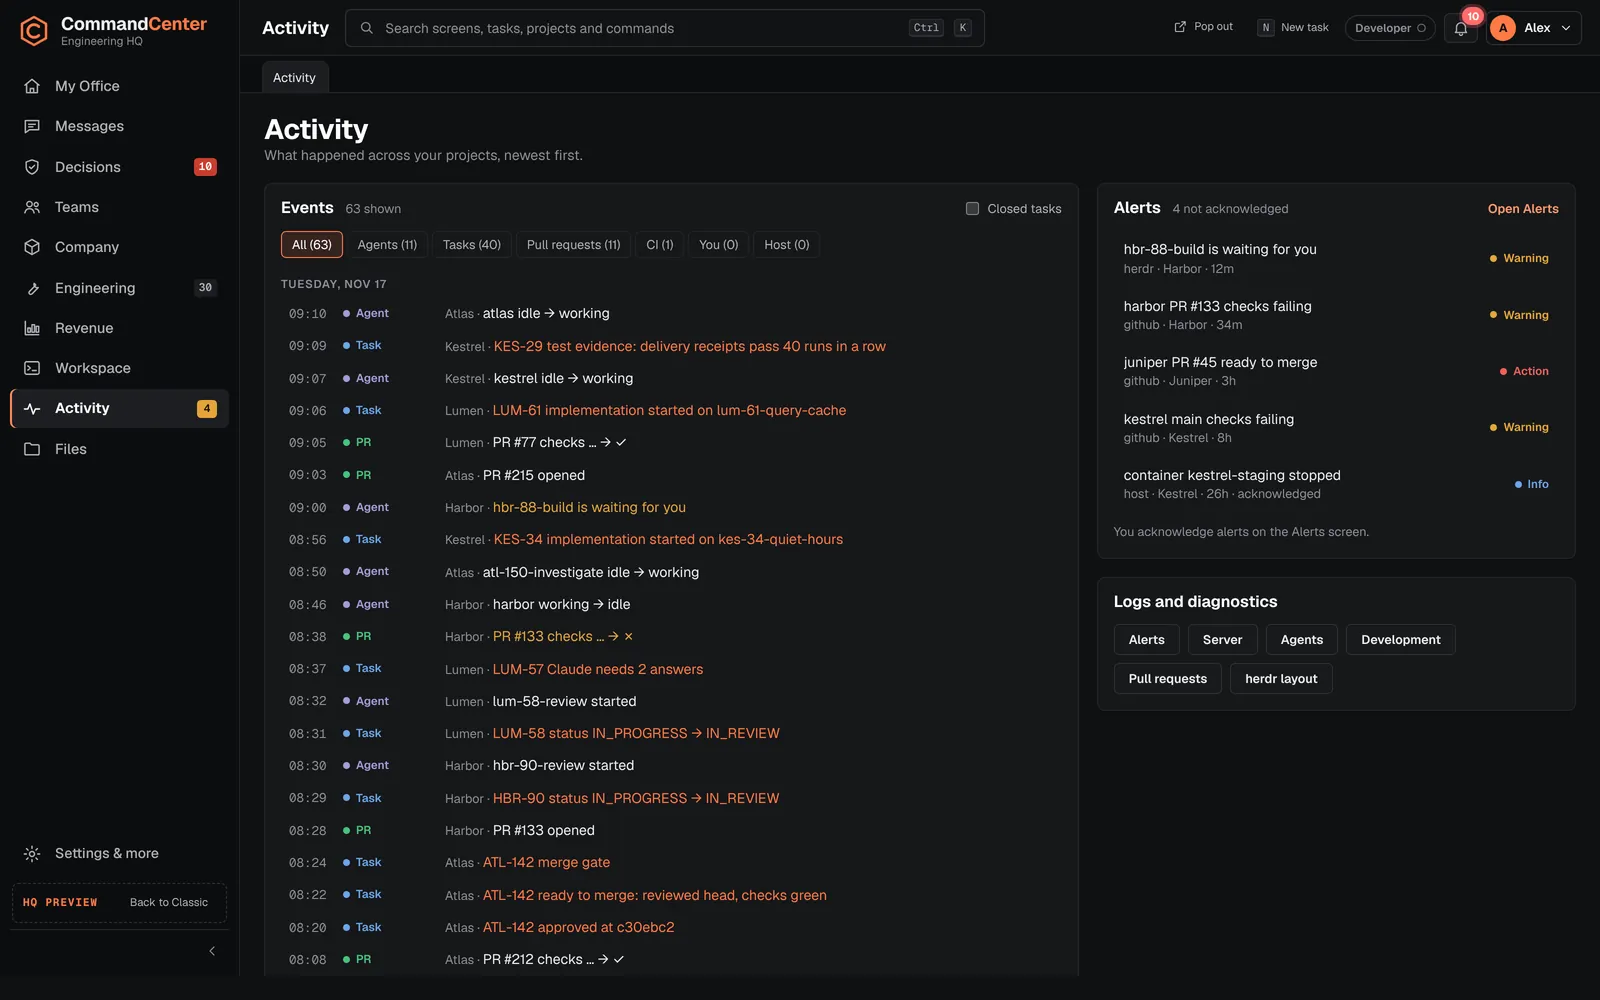 CommandCenter
Engineering HQ
My Office
Messages
Decisions 10
Teams
Company
Engineering 30
Revenue
Workspace
Activity 4
Files
Settings & more
HQ PREVIEW Back to Classic
Activity
Search screens, tasks, projects and commands Ctrl K
Pop out N New task Developer 10 A Alex
Activity
Activity
What happened across your projects, newest first.
Events 63 shown Closed tasks
All (63) Agents (11) Tasks (40) Pull requests (11) CI (1) You (0) Host (0)
TUESDAY, NOV 17
09:10 Agent Atlas · atlas idle → working
09:09 Task Kestrel · KES-29 test evidence: delivery receipts pass 40 runs in a row
09:07 Agent Kestrel · kestrel idle → working
09:06 Task Lumen · LUM-61 implementation started on lum-61-query-cache
09:05 PR Lumen · PR #77 checks … → ✓
09:03 PR Atlas · PR #215 opened
09:00 Agent Harbor · hbr-88-build is waiting for you
08:56 Task Kestrel · KES-34 implementation started on kes-34-quiet-hours
08:50 Agent Atlas · atl-150-investigate idle → working
08:46 Agent Harbor · harbor working → idle
08:38 PR Harbor · PR #133 checks … → ×
08:37 Task Lumen · LUM-57 Claude needs 2 answers
08:32 Agent Lumen · lum-58-review started
08:31 Task Lumen · LUM-58 status IN_PROGRESS → IN_REVIEW
08:30 Agent Harbor · hbr-90-review started
08:29 Task Harbor · HBR-90 status IN_PROGRESS → IN_REVIEW
08:28 PR Harbor · PR #133 opened
08:24 Task Atlas · ATL-142 merge gate
08:22 Task Atlas · ATL-142 ready to merge: reviewed head, checks green
08:20 Task Atlas · ATL-142 approved at c30ebc2
08:08 PR Atlas · PR #212 checks … → ✓
Alerts 4 not acknowledged Open Alerts
hbr-88-build is waiting for you
herdr · Harbor · 12m Warning
harbor PR #133 checks failing
github · Harbor · 34m Warning
juniper PR #45 ready to merge
github · Juniper · 3h Action
kestrel main checks failing
github · Kestrel · 8h Warning
container kestrel-staging stopped
host · Kestrel · 26h · acknowledged Info
You acknowledge alerts on the Alerts screen.
Logs and diagnostics
Alerts Server Agents Development
Pull requests herdr layout